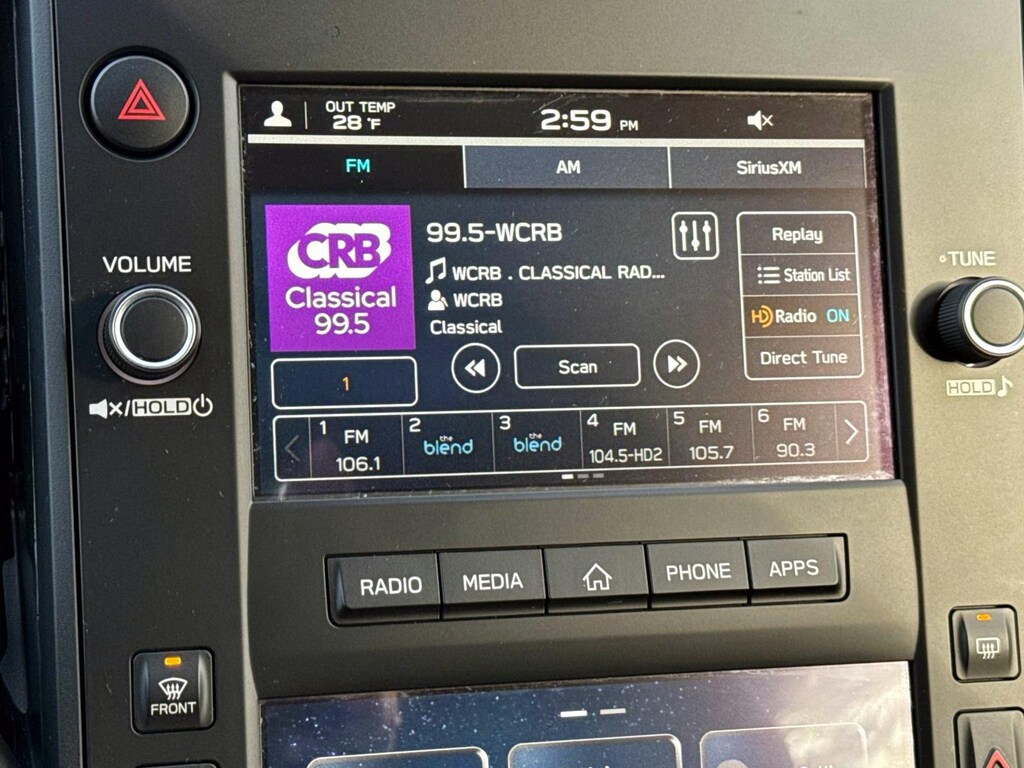 OUT TEMP
28 °F
2:59 PM
FM
AM
SiriusXM
CRB
Classical
99.5
99.5-WCRB
WCRB . CLASSICAL RAD...
WCRB
Classical
Replay
Station List
HD Radio ON
Direct Tune
1
Scan
1 FM
106.1
2 the
blend
3 the
blend
4 FM
104.5-HD2
5 FM
105.7
6 FM
90.3
VOLUME
/HOLD
TUNE
HOLD
RADIO
MEDIA
PHONE
APPS
FRONT